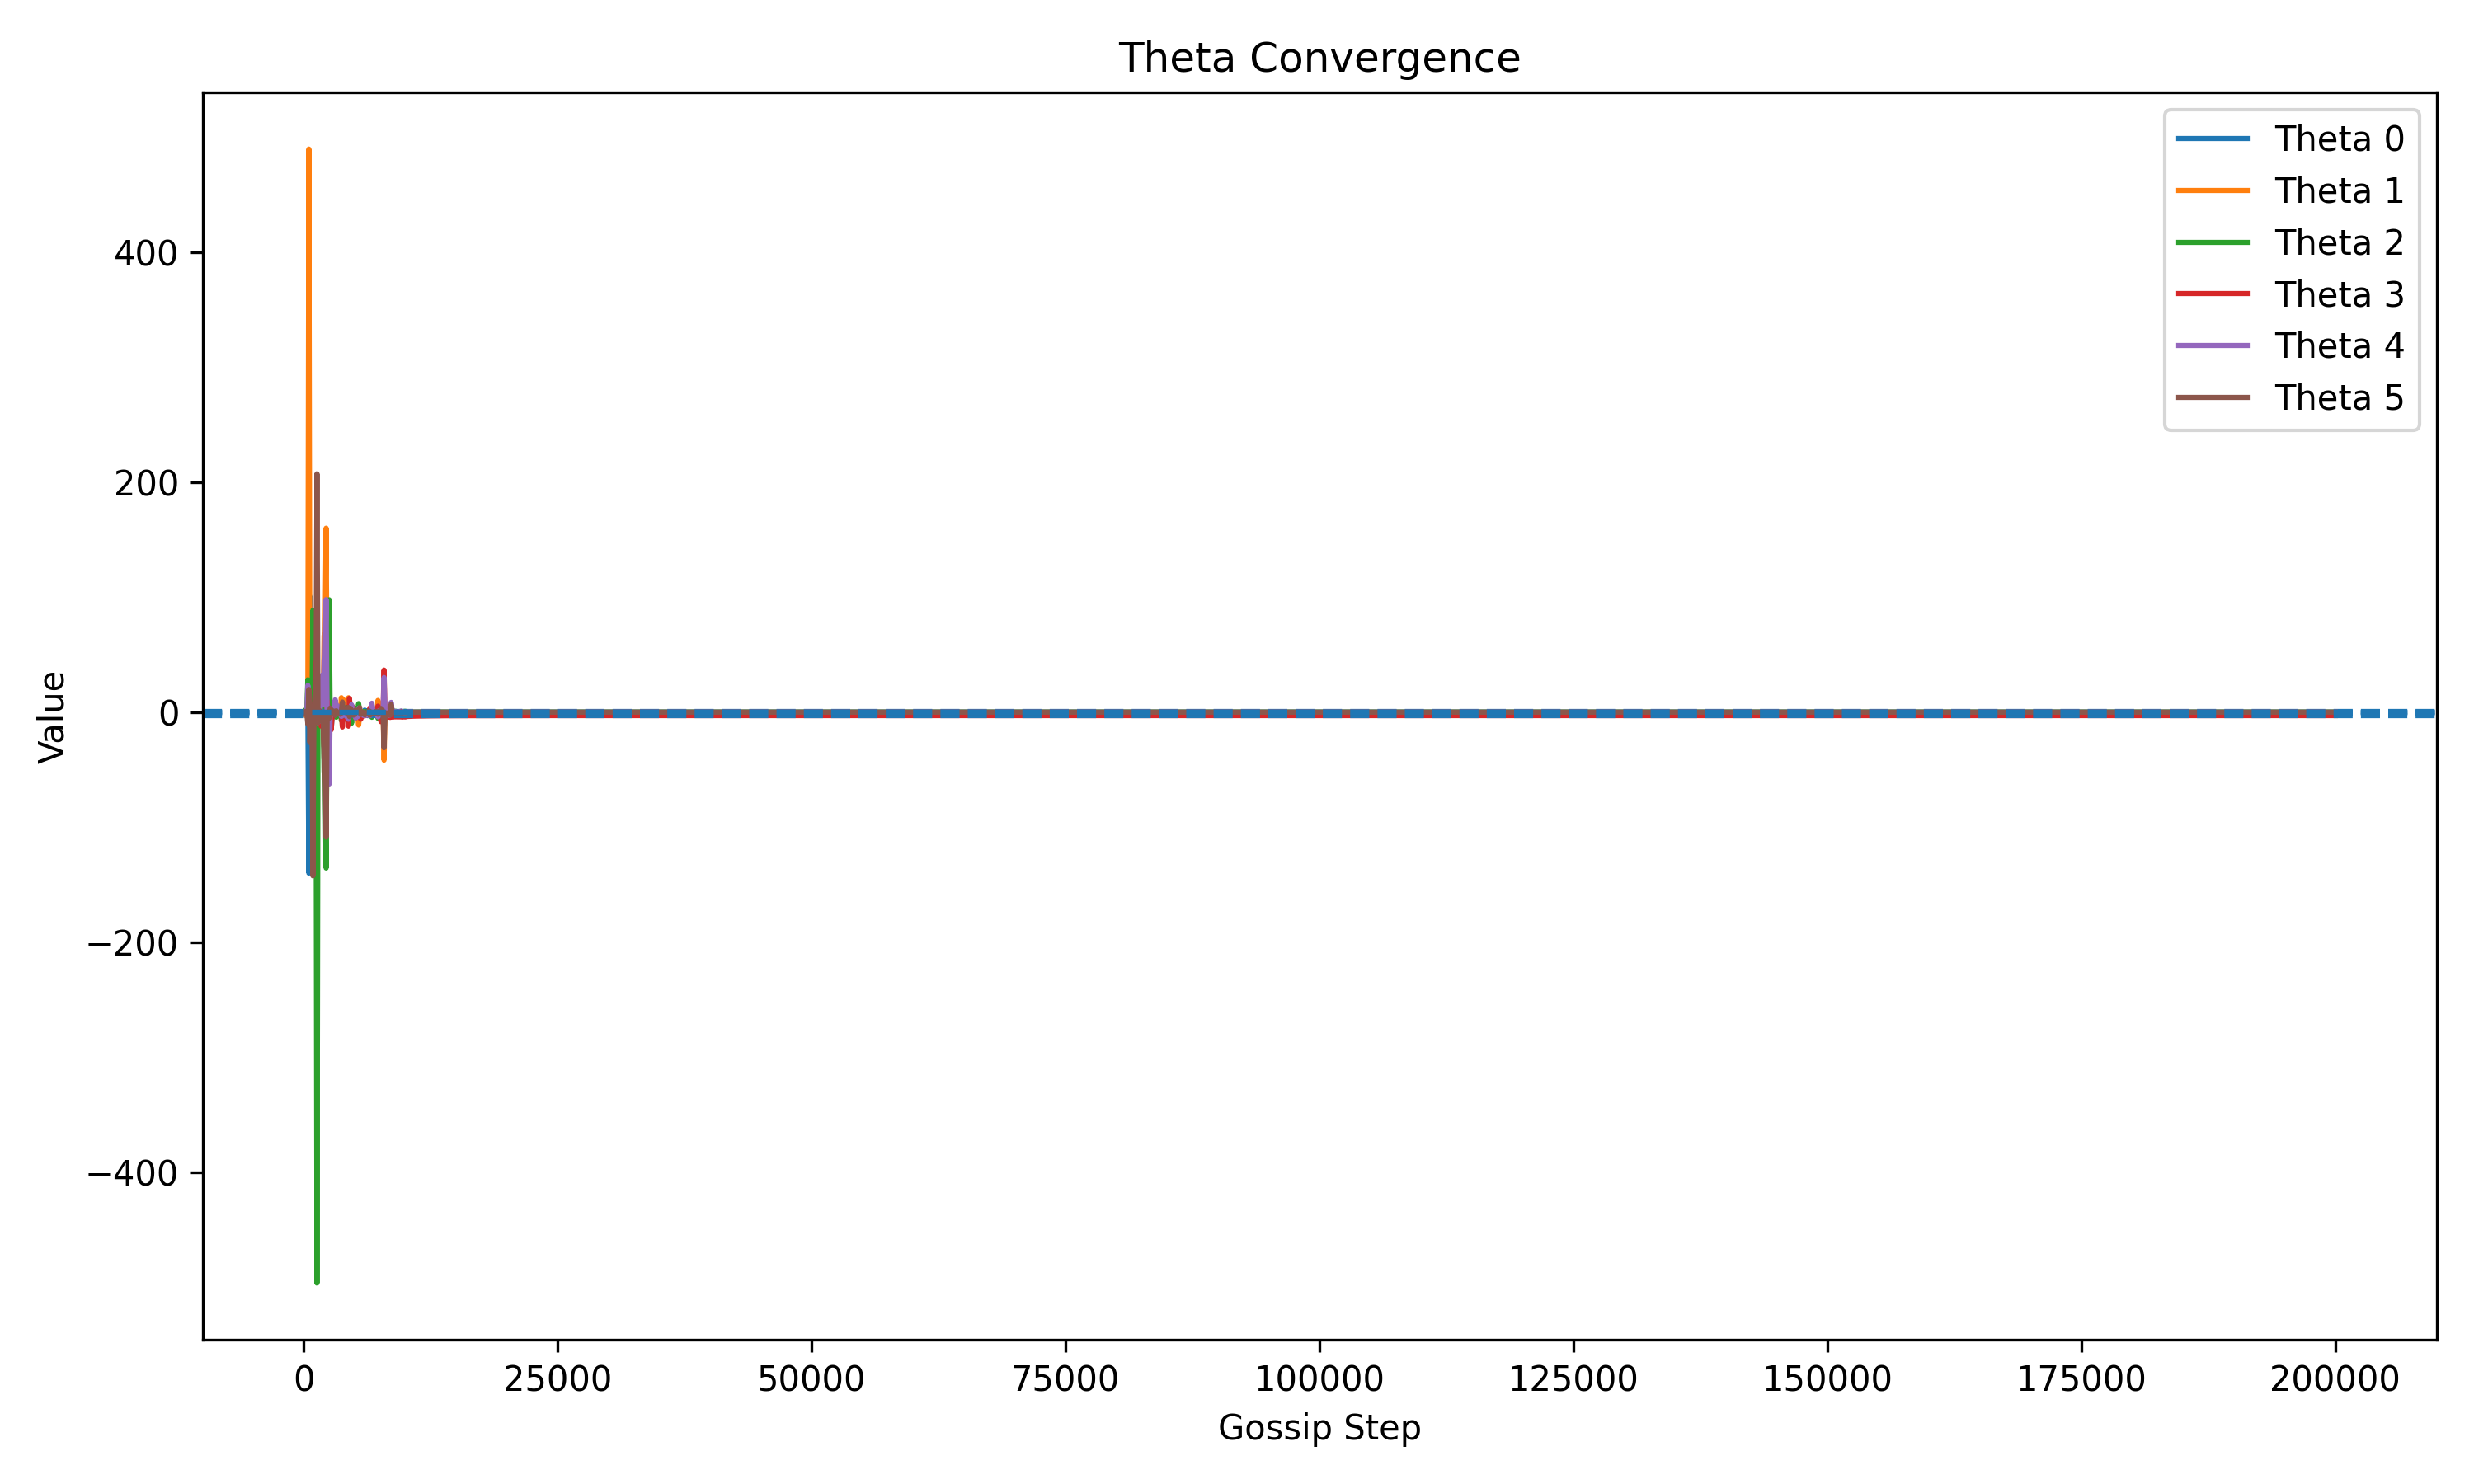 Theta Convergence
Theta 0
Theta 1
Theta 2
Theta 3
Theta 4
Theta 5
400
200
0
−200
−400
Value
0 25000 50000 75000 100000 125000 150000 175000 200000
Gossip Step